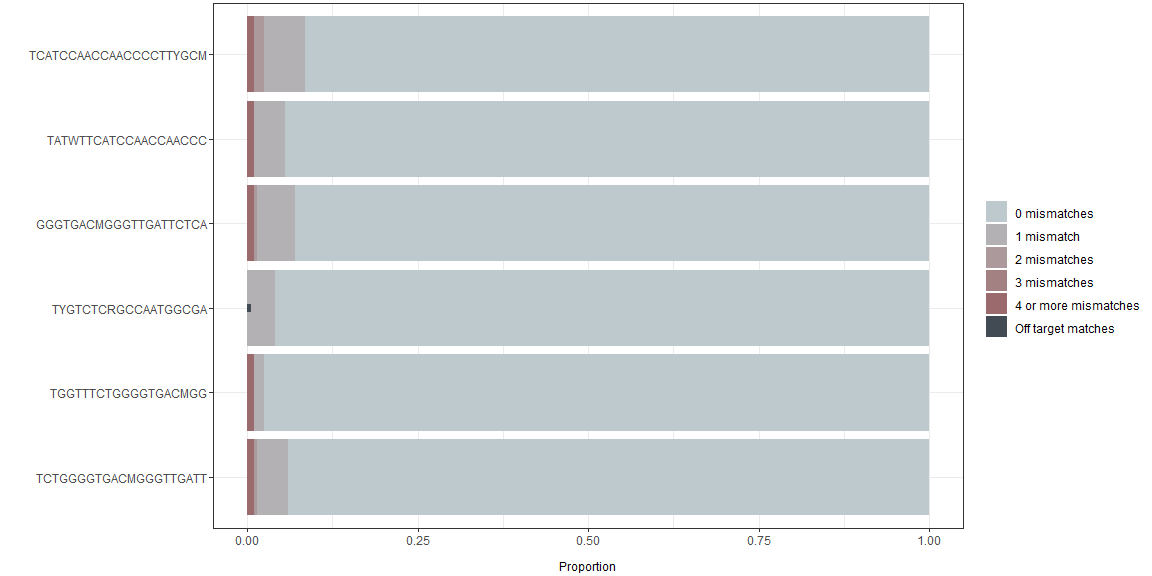 TCATCCAACCAACCCCTTYGCM
TATWTTCATCCAACCAACCC
GGGTGACMGGGTTGATTCTCA
TYGTCTCRGCCAATGGCGA
TGGTTTCTGGGGTGACMGG
TCTGGGGTGACMGGGTTGATT
0.00 0.25 0.50 0.75 1.00
Proportion
0 mismatches
1 mismatch
2 mismatches
3 mismatches
4 or more mismatches
Off target matches